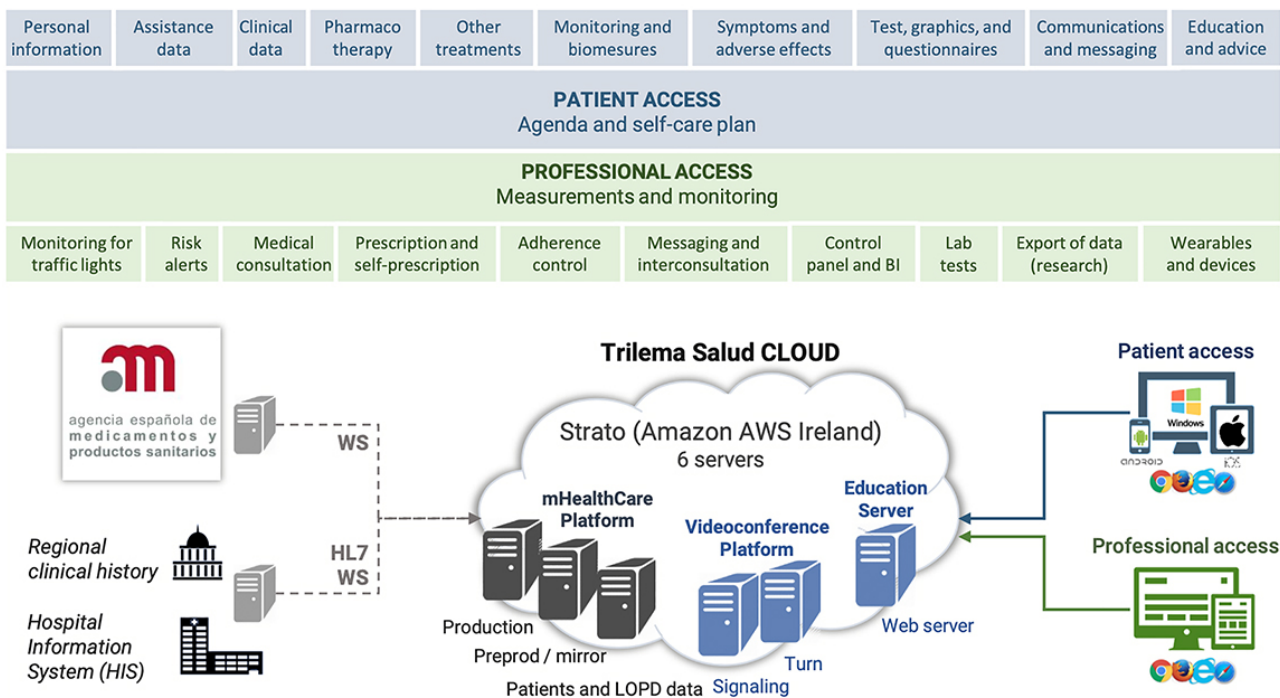 Personal information
Assistance data
Clinical data
Pharmaco therapy
Other treatments
Monitoring and biomesures
Symptoms and adverse effects
Test, graphics, and questionnaires
Communications and messaging
Education and advice
PATIENT ACCESS
Agenda and self-care plan
PROFESSIONAL ACCESS
Measurements and monitoring
Monitoring for traffic lights
Risk alerts
Medical consultation
Prescription and self-prescription
Adherence control
Messaging and interconsultation
Control panel and BI
Lab tests
Export of data (research)
Wearables and devices
am
agencia española de
medicamentos y
productos sanitarios
WS
Regional
clinical history
HL7
WS
Hospital
Information
System (HIS)
Trilema Salud CLOUD
Strato (Amazon AWS Ireland)
6 servers
mHealthCare
Platform
Videoconference
Platform
Education
Server
Production
Preprod / mirror
Patients and LOPD data
Signaling
Turn
Web server
Patient access
Windows
ANDROID
iOS
Professional access